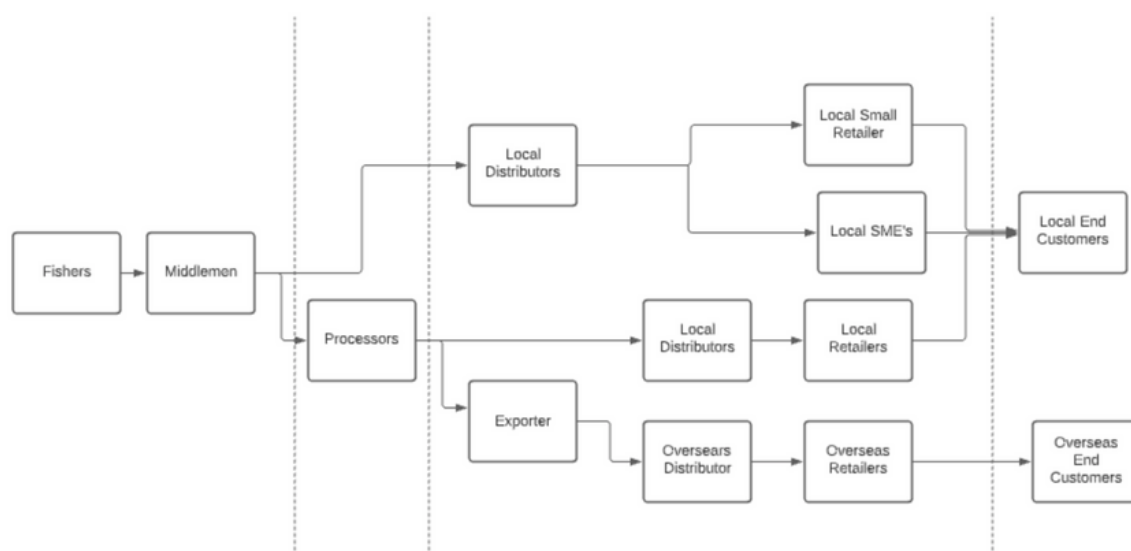 Fishers
Middlemen
Processors
Local
Distributors
Exporter
Local
Distributors
Oversears
Distributor
Local Small
Retailer
Local SME's
Local
Retailers
Overseas
Retailers
Local End
Customers
Overseas
End
Customers